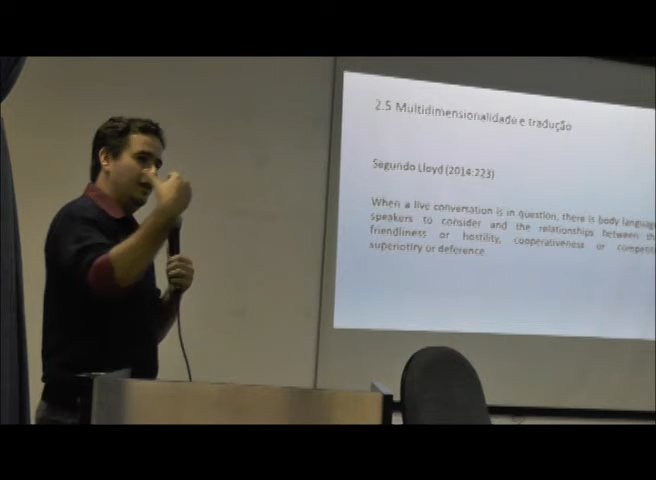 2.5 Multidimensionalidade e tradução
Segundo Lloyd (2014:223)
When a live conversation is in question, there is body language
speakers to consider and the relationships between
friendliness or hostility, cooperativeness or
superiotiry or deference